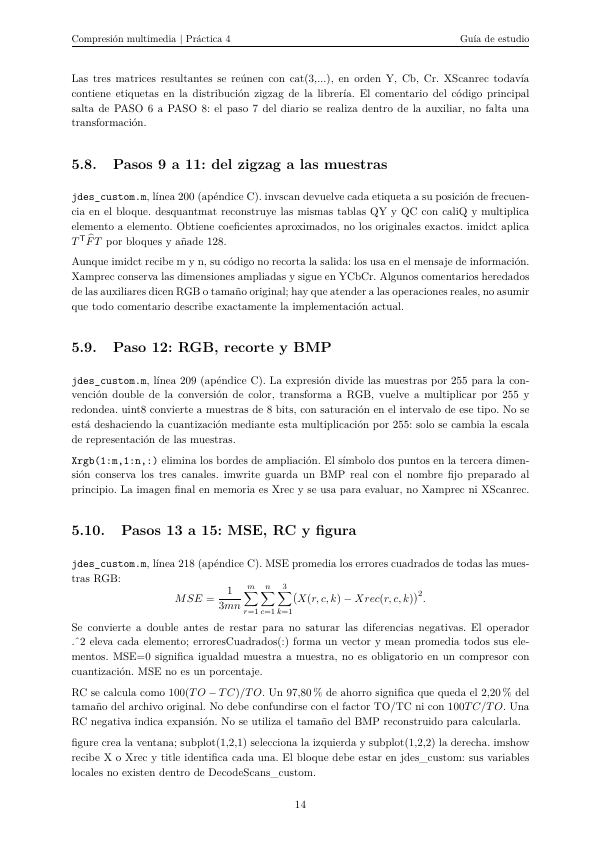 Compresión multimedia | Práctica 4 Guía de estudio
Las tres matrices resultantes se reúnen con cat(3,...), en orden Y, Cb, Cr. XScanrec todavía
contiene etiquetas en la distribución zigzag de la librería. El comentario del código principal
salta de PASO 6 a PASO 8: el paso 7 del diario se realiza dentro de la auxiliar, no falta una
transformación.
5.8. Pasos 9 a 11: del zigzag a las muestras
jdes_custom.m, línea 200 (apéndice C). invscan devuelve cada etiqueta a su posición de frecuen-
cia en el bloque. desquantmat reconstruye las mismas tablas QY y QC con caliQ y multiplica
elemento a elemento. Obtiene coeficientes aproximados, no los originales exactos. imidct aplica
T^T F̂ T por bloques y añade 128.
Aunque imidct recibe m y n, su código no recorta la salida: los usa en el mensaje de información.
Xamprec conserva las dimensiones ampliadas y sigue en YCbCr. Algunos comentarios heredados
de las auxiliares dicen RGB o tamaño original; hay que atender a las operaciones reales, no asumir
que todo comentario describe exactamente la implementación actual.
5.9. Paso 12: RGB, recorte y BMP
jdes_custom.m, línea 209 (apéndice C). La expresión divide las muestras por 255 para la con-
vención double de la conversión de color, transforma a RGB, vuelve a multiplicar por 255 y
redondea. uint8 convierte a muestras de 8 bits, con saturación en el intervalo de ese tipo. No se
está deshaciendo la cuantización mediante esta multiplicación por 255: solo se cambia la escala
de representación de las muestras.
Xrgb(1:m,1:n,:) elimina los bordes de ampliación. El símbolo dos puntos en la tercera dimen-
sión conserva los tres canales. imwrite guarda un BMP real con el nombre fijo preparado al
principio. La imagen final en memoria es Xrec y se usa para evaluar, no Xamprec ni XScanrec.
5.10. Pasos 13 a 15: MSE, RC y figura
jdes_custom.m, línea 218 (apéndice C). MSE promedia los errores cuadrados de todas las mues-
tras RGB:
MSE = \frac{1}{3mn} \sum_{r=1}^{m} \sum_{c=1}^{n} \sum_{k=1}^{3} (X(r, c, k) − Xrec(r, c, k))^2.
Se convierte a double antes de restar para no saturar las diferencias negativas. El operador
.ˆ2 eleva cada elemento; erroresCuadrados(:) forma un vector y mean promedia todos sus ele-
mentos. MSE=0 significa igualdad muestra a muestra, no es obligatorio en un compresor con
cuantización. MSE no es un porcentaje.
RC se calcula como 100(TO − TC)/TO. Un 97,80 % de ahorro significa que queda el 2,20 % del
tamaño del archivo original. No debe confundirse con el factor TO/TC ni con 100TC/TO. Una
RC negativa indica expansión. No se utiliza el tamaño del BMP reconstruido para calcularla.
figure crea la ventana; subplot(1,2,1) selecciona la izquierda y subplot(1,2,2) la derecha. imshow
recibe X o Xrec y title identifica cada una. El bloque debe estar en jdes_custom: sus variables
locales no existen dentro de DecodeScans_custom.
14